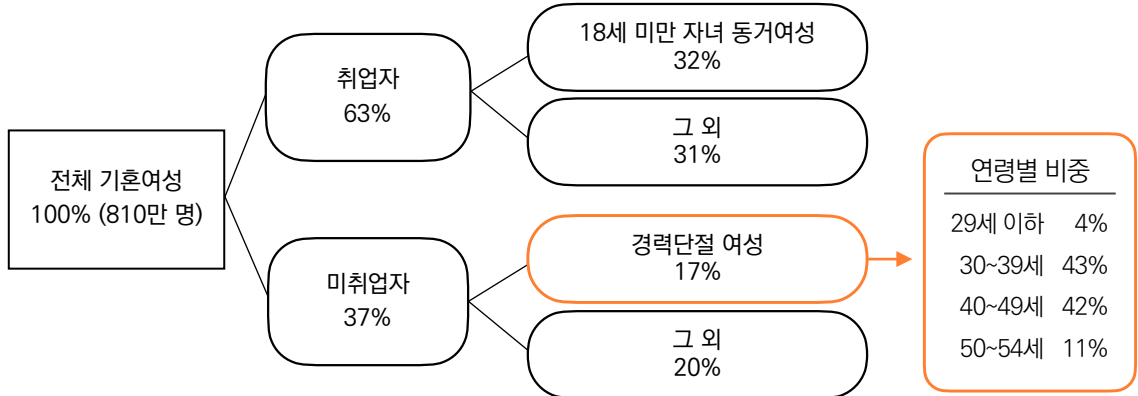 전체 기혼여성
100% (810만 명)
취업자
63%
18세 미만 자녀 동거여성
32%
그 외
31%
미취업자
37%
경력단절 여성
17%
그 외
20%
연령별 비중
29세 이하 4%
30~39세 43%
40~49세 42%
50~54세 11%